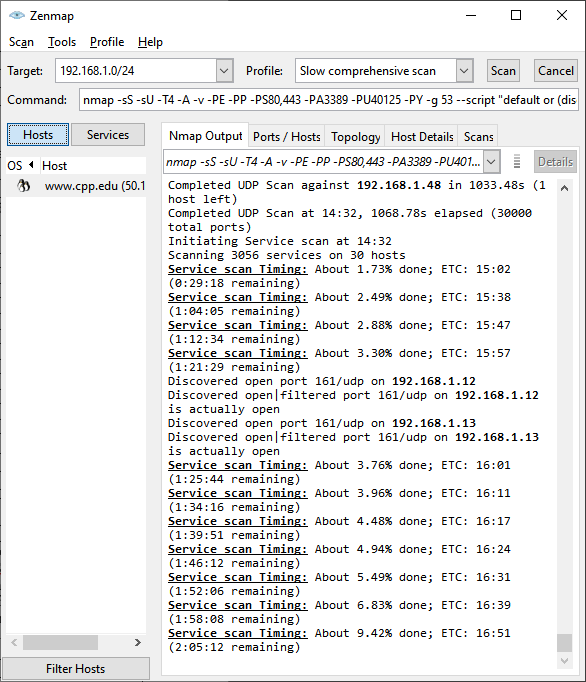 Zenmap
Scan Tools Profile Help
Target: 192.168.1.0/24 Profile: Slow comprehensive scan Scan Cancel
Command: nmap -sS -sU -T4 -A -v -PE -PP -PS80,443 -PA3389 -PU40125 -PY -g 53 --script "default or (dis
Hosts Services
Nmap Output Ports / Hosts Topology Host Details Scans
OS Host
nmap -sS -sU -T4 -A -v -PE -PP -PS80,443 -PA3389 -PU401... Details
www.cpp.edu (50.1
Completed UDP Scan against 192.168.1.48 in 1033.48s (1
host left)
Completed UDP Scan at 14:32, 1068.78s elapsed (30000
total ports)
Initiating Service scan at 14:32
Scanning 3056 services on 30 hosts
Service scan Timing: About 1.73% done; ETC: 15:02
(0:29:18 remaining)
Service scan Timing: About 2.49% done; ETC: 15:38
(1:04:05 remaining)
Service scan Timing: About 2.88% done; ETC: 15:47
(1:12:34 remaining)
Service scan Timing: About 3.30% done; ETC: 15:57
(1:21:29 remaining)
Discovered open port 161/udp on 192.168.1.12
Discovered open|filtered port 161/udp on 192.168.1.12
is actually open
Discovered open port 161/udp on 192.168.1.13
Discovered open|filtered port 161/udp on 192.168.1.13
is actually open
Service scan Timing: About 3.76% done; ETC: 16:01
(1:25:44 remaining)
Service scan Timing: About 3.96% done; ETC: 16:11
(1:34:16 remaining)
Service scan Timing: About 4.48% done; ETC: 16:17
(1:39:51 remaining)
Service scan Timing: About 4.94% done; ETC: 16:24
(1:46:12 remaining)
Service scan Timing: About 5.49% done; ETC: 16:31
(1:52:06 remaining)
Service scan Timing: About 6.83% done; ETC: 16:39
(1:58:08 remaining)
Service scan Timing: About 9.42% done; ETC: 16:51
(2:05:12 remaining)
Filter Hosts